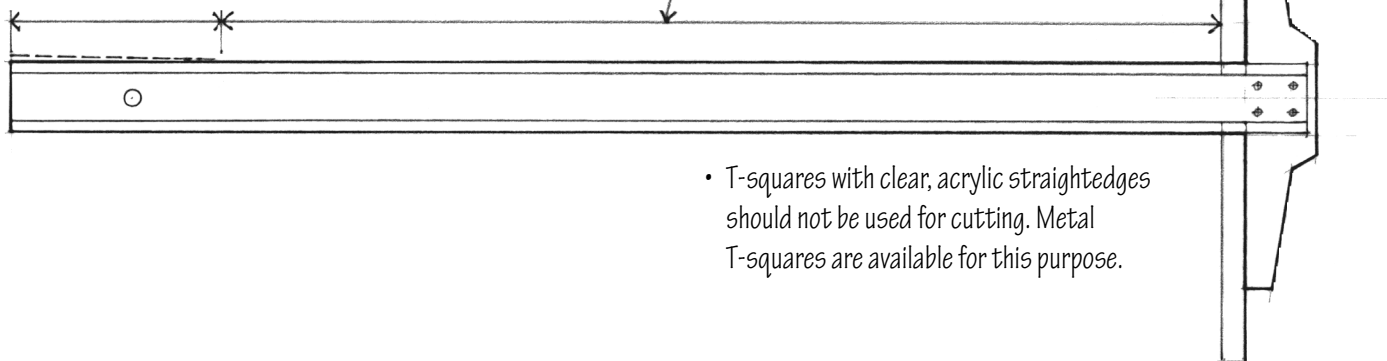 • T-squares with clear, acrylic straightedges
should not be used for cutting. Metal
T-squares are available for this purpose.